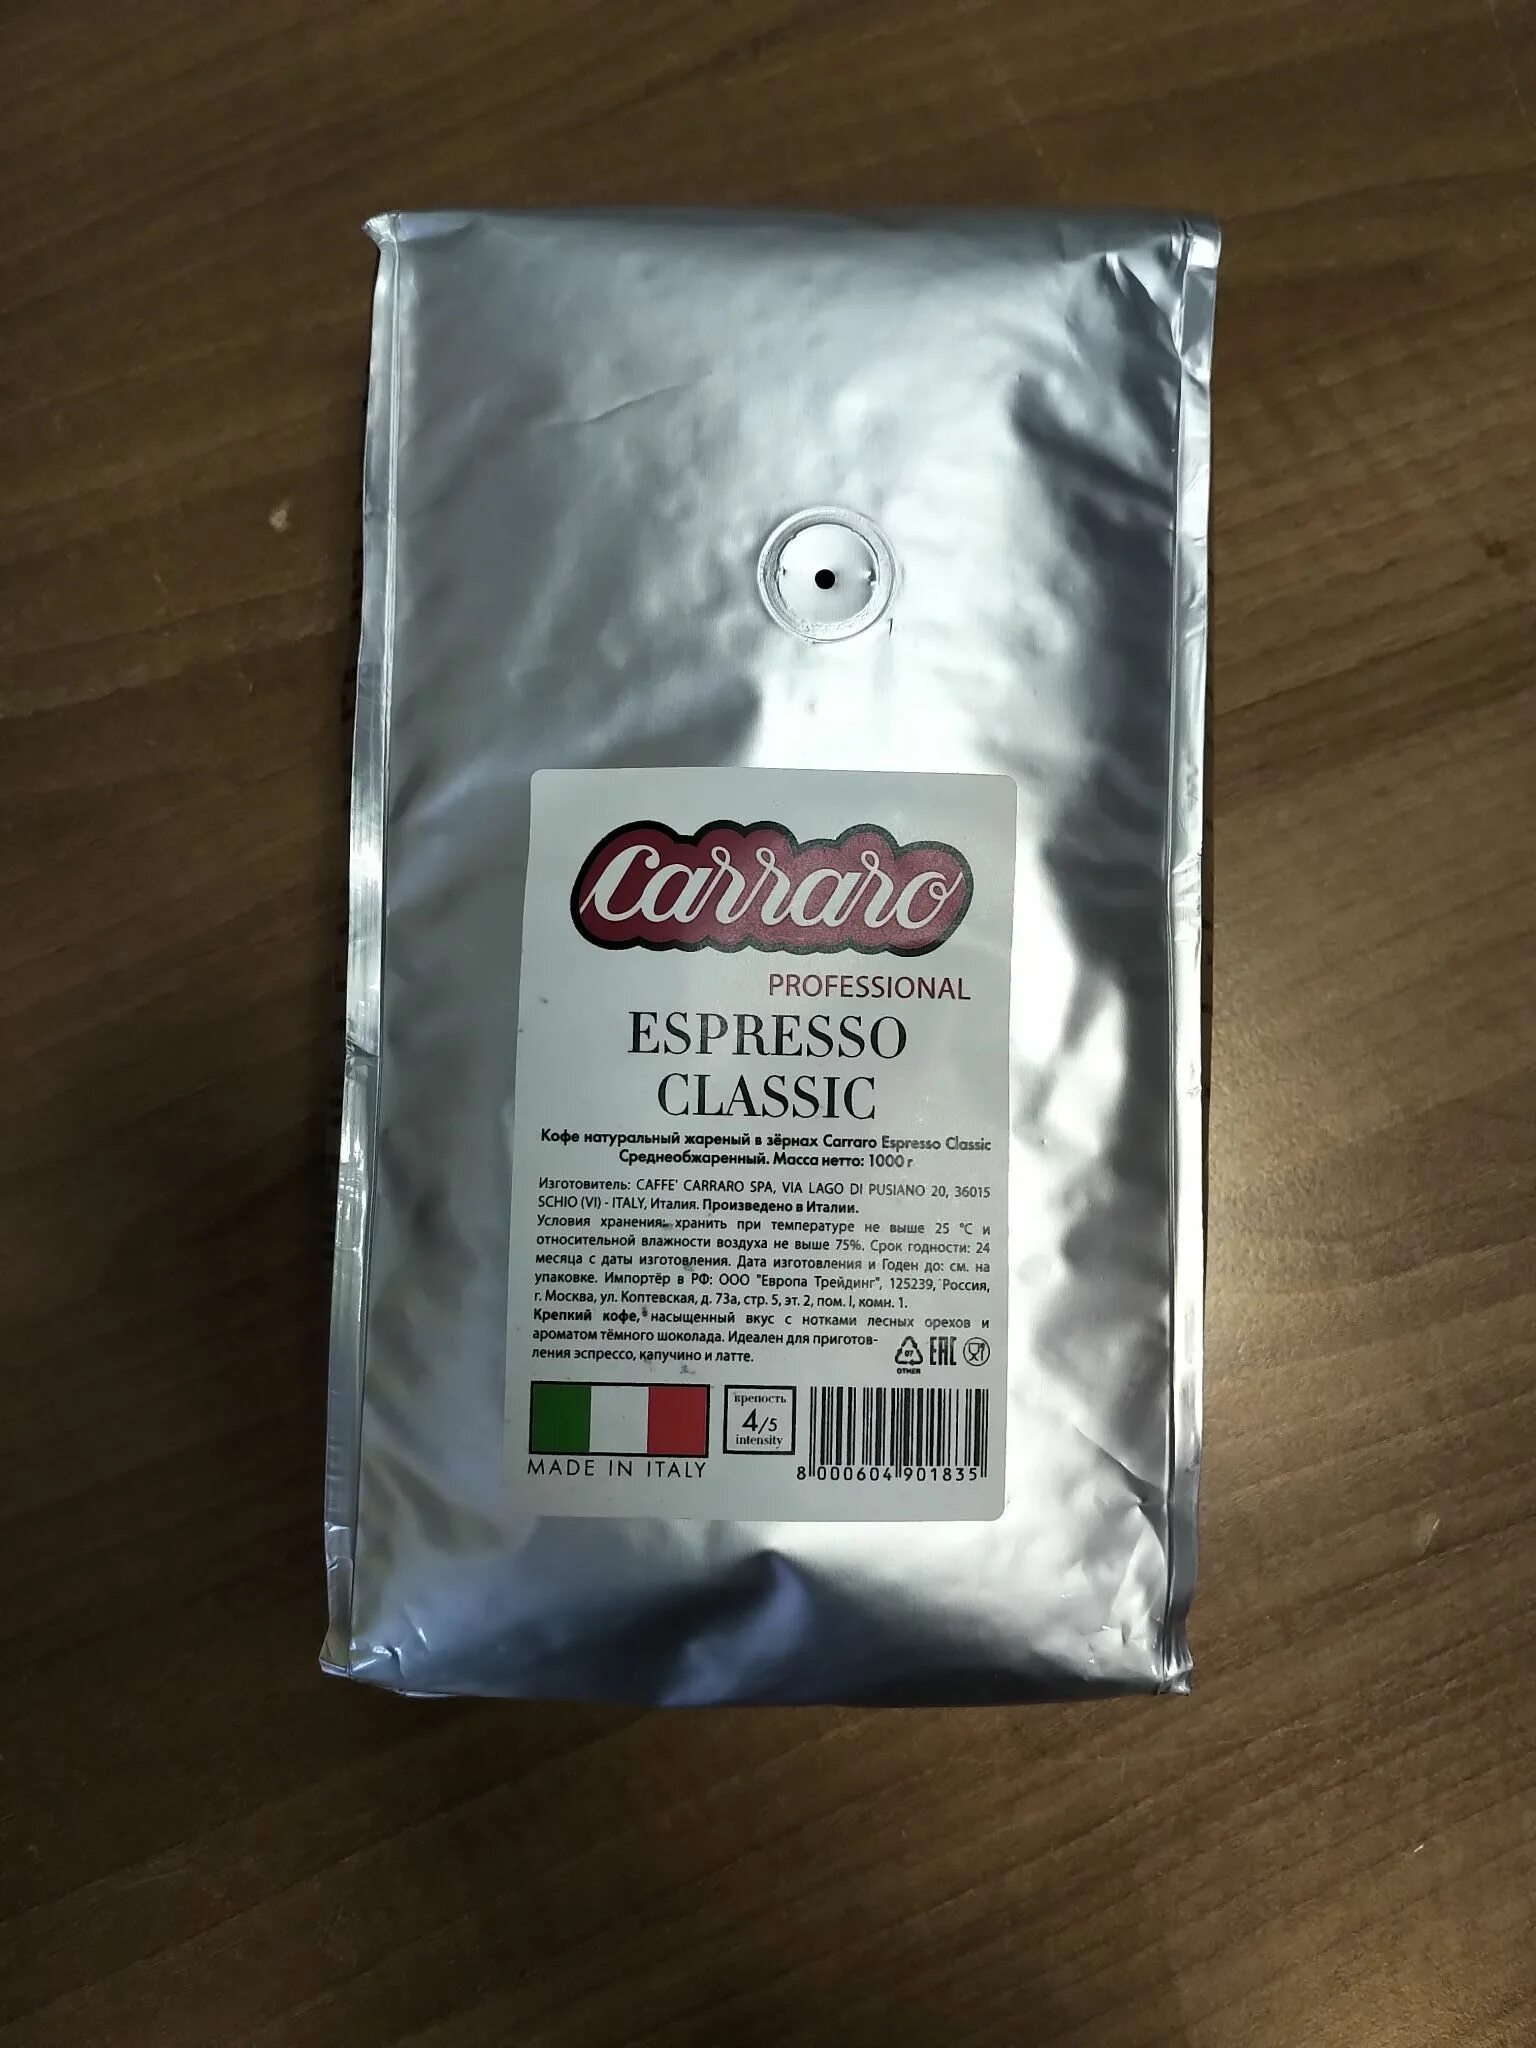 Carraro
PROFESSIONAL
ESPRESSO
CLASSIC
Кофе натуральный жареный в зёрнах Carraro Espresso Classic
Среднеобжаренный. Масса нетто: 1000 г
Изготовитель: CAFFE' CARRARO SPA, VIA LAGO DI PUSIANO 20, 36015
SCHIO (VI) - ITALY, Италия. Произведено в Италии.
Условия хранения: хранить при температуре не выше 25 °C и
относительной влажности воздуха не выше 75%. Срок годности: 24
месяца с даты изготовления. Дата изготовления и Годен до: см. на
упаковке. Импортёр в РФ: ООО "Европа Трейдинг", 125239, Россия,
г. Москва, ул. Коптевская, д. 73а, стр. 5, эт. 2, пом. I, комн. 1.
Крепкий кофе, насыщенный вкус с нотками лесных орехов и
ароматом тёмного шоколада. Идеален для приготов-
ления эспрессо, капучино и латте.
07
OTHER
EAC
крепость
4/5
intensity
MADE IN ITALY
8 000604 901835